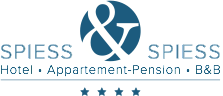 SPIESS & SPIESS
Hotel • Appartement-Pension • B&B